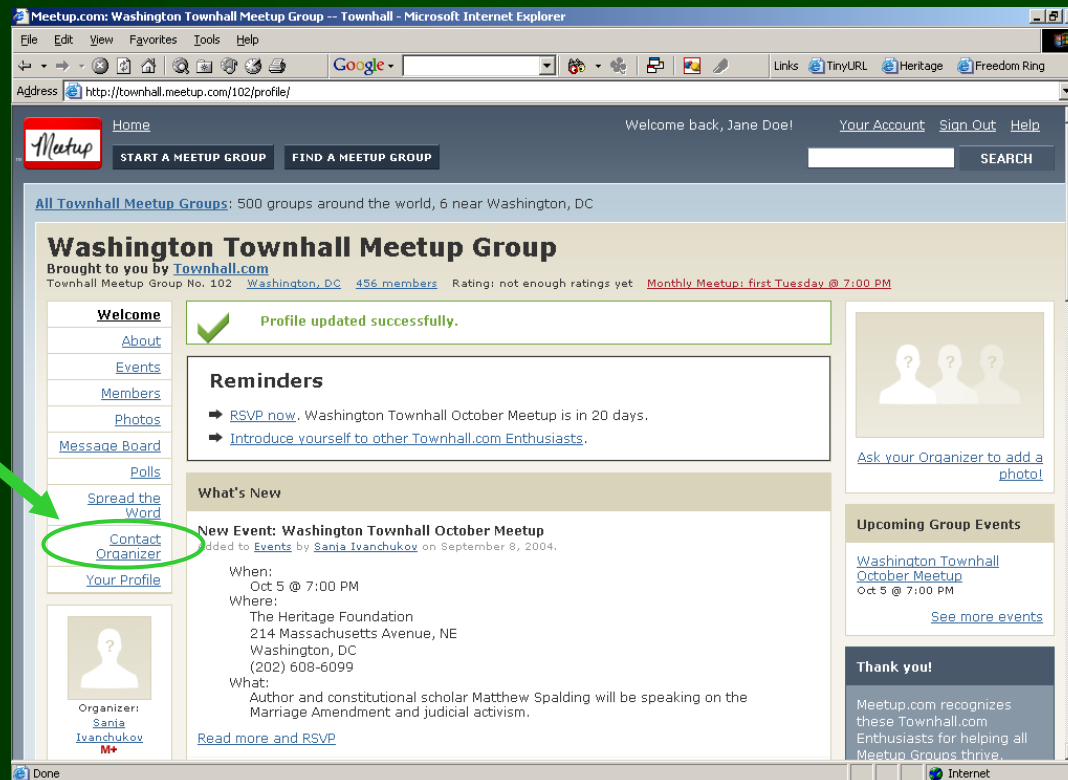 Meetup.com: Washington Townhall Meetup Group -- Townhall - Microsoft Internet Explorer
File Edit View Favorites Tools Help
Google
Links TinyURL Heritage Freedom Ring
Address http://townhall.meetup.com/102/profile/
Meetup
Home
Welcome back, Jane Doe! Your Account Sign Out Help
START A MEETUP GROUP FIND A MEETUP GROUP
SEARCH
All Townhall Meetup Groups: 500 groups around the world, 6 near Washington, DC
Washington Townhall Meetup Group
Brought to you by Townhall.com
Townhall Meetup Group No. 102 Washington, DC 456 members Rating: not enough ratings yet Monthly Meetup: first Tuesday @ 7:00 PM
Welcome
About
Events
Members
Photos
Message Board
Polls
Spread the
Word
Contact
Organizer
Your Profile
?
Organizer:
Sanja
Ivanchukov
M+
Profile updated successfully.
Reminders
RSVP now. Washington Townhall October Meetup is in 20 days.
Introduce yourself to other Townhall.com Enthusiasts.
What's New
New Event: Washington Townhall October Meetup
Added to Events by Sanja Ivanchukov on September 8, 2004.
When:
Oct 5 @ 7:00 PM
Where:
The Heritage Foundation
214 Massachusetts Avenue, NE
Washington, DC
(202) 608-6099
What:
Author and constitutional scholar Matthew Spalding will be speaking on the
Marriage Amendment and judicial activism.
Read more and RSVP
? ? ?
Ask your Organizer to add a
photo!
Upcoming Group Events
Washington Townhall
October Meetup
Oct 5 @ 7:00 PM
See more events
Thank you!
Meetup.com recognizes
these Townhall.com
Enthusiasts for helping all
Meetup Groups thrive.
Done
Internet